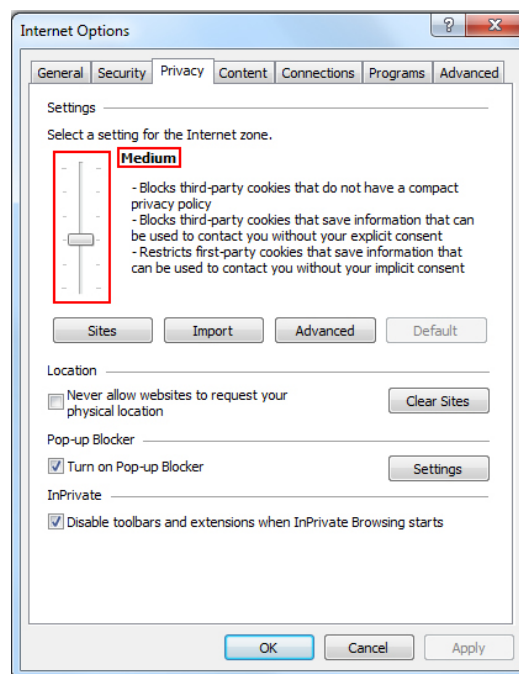 Internet Options
General Security Privacy Content Connections Programs Advanced
Settings
Select a setting for the Internet zone.
Medium
- Blocks third-party cookies that do not have a compact
privacy policy
- Blocks third-party cookies that save information that can
be used to contact you without your explicit consent
- Restricts first-party cookies that save information that
can be used to contact you without your implicit consent
Sites Import Advanced Default
Location
Never allow websites to request your
physical location
Clear Sites
Pop-up Blocker
Turn on Pop-up Blocker
Settings
InPrivate
Disable toolbars and extensions when InPrivate Browsing starts
OK Cancel Apply